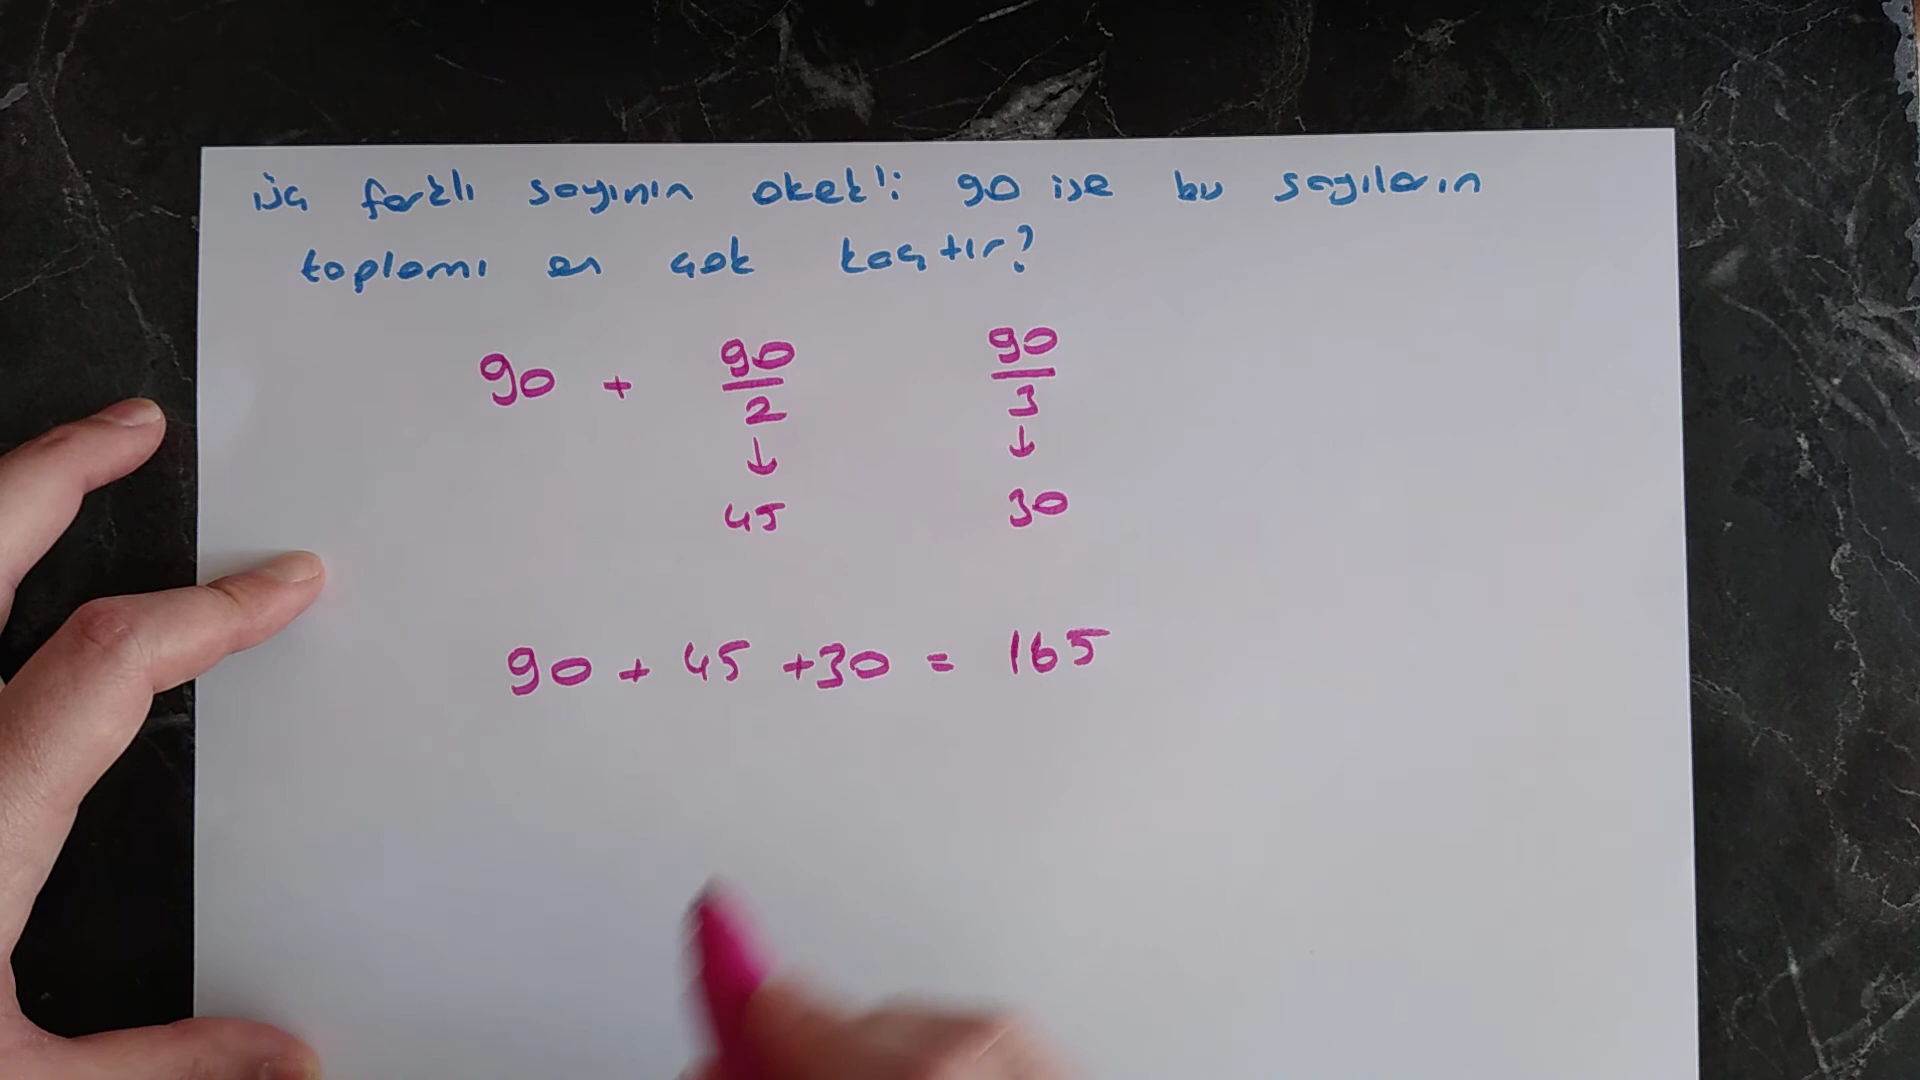 üç farklı sayının okek'i 90 ise bu sayıların
toplamı en çok kaçtır?
90 + 90/2 90/3
↓ ↓
45 30
90 + 45 +30 = 165